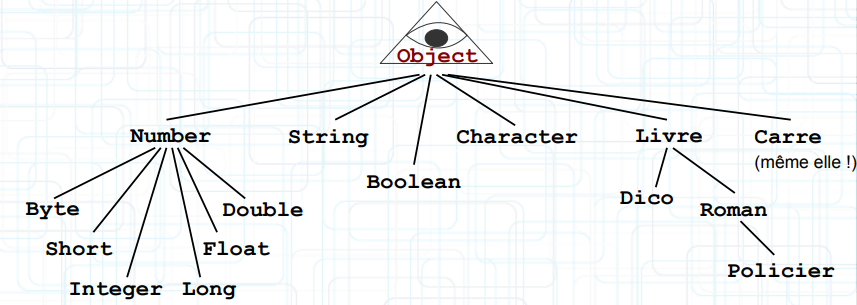 Object
Number
String
Character
Livre
Carre
(même elle !)
Boolean
Dico
Byte
Double
Roman
Short
Float
Policier
Integer
Long